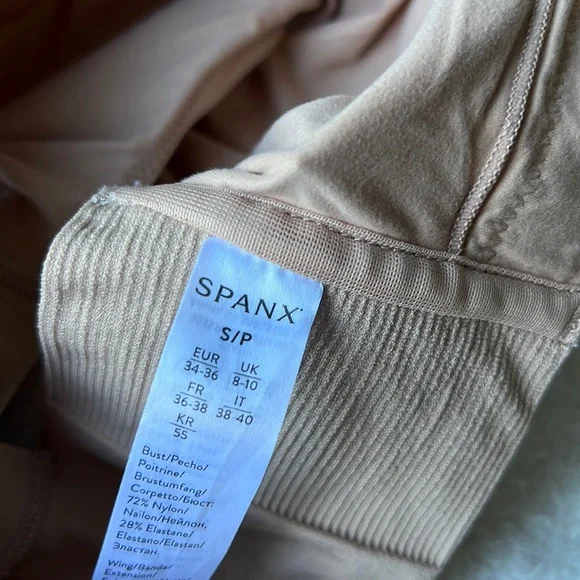 SPANX
S/P
EUR UK
34-36 8-10
FR IT
36-38 38-40
KR
55
Bust/Pecho/
Poitrine/
Brustumfang/
Corpetto/Бюст:
72% Nylon/
Nailon/Нейлон,
28% Elastane/
Elastano/Elastan/
Эластан.
Wing/Banda/
Extension/